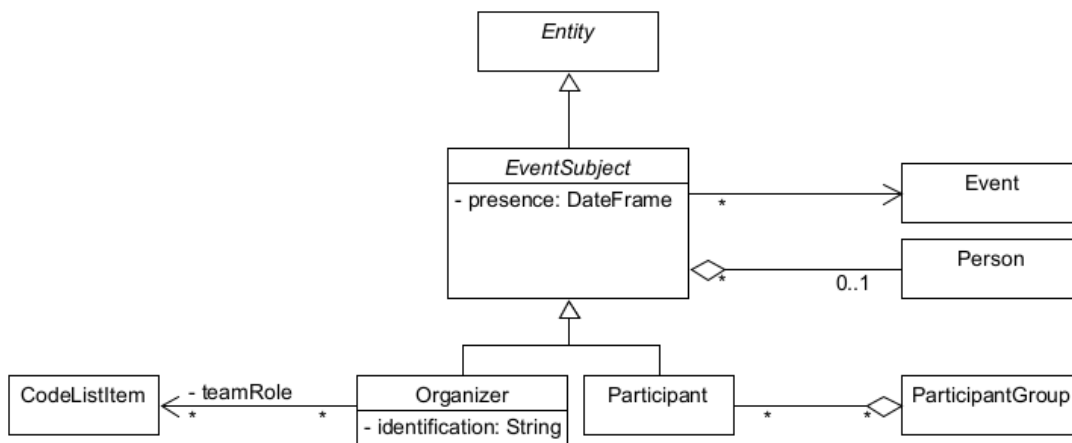 Entity
EventSubject
- presence: DateFrame
*
Event
*
0..1
Person
CodeListItem
- teamRole
*
*
Organizer
- identification: String
Participant
*
*
ParticipantGroup